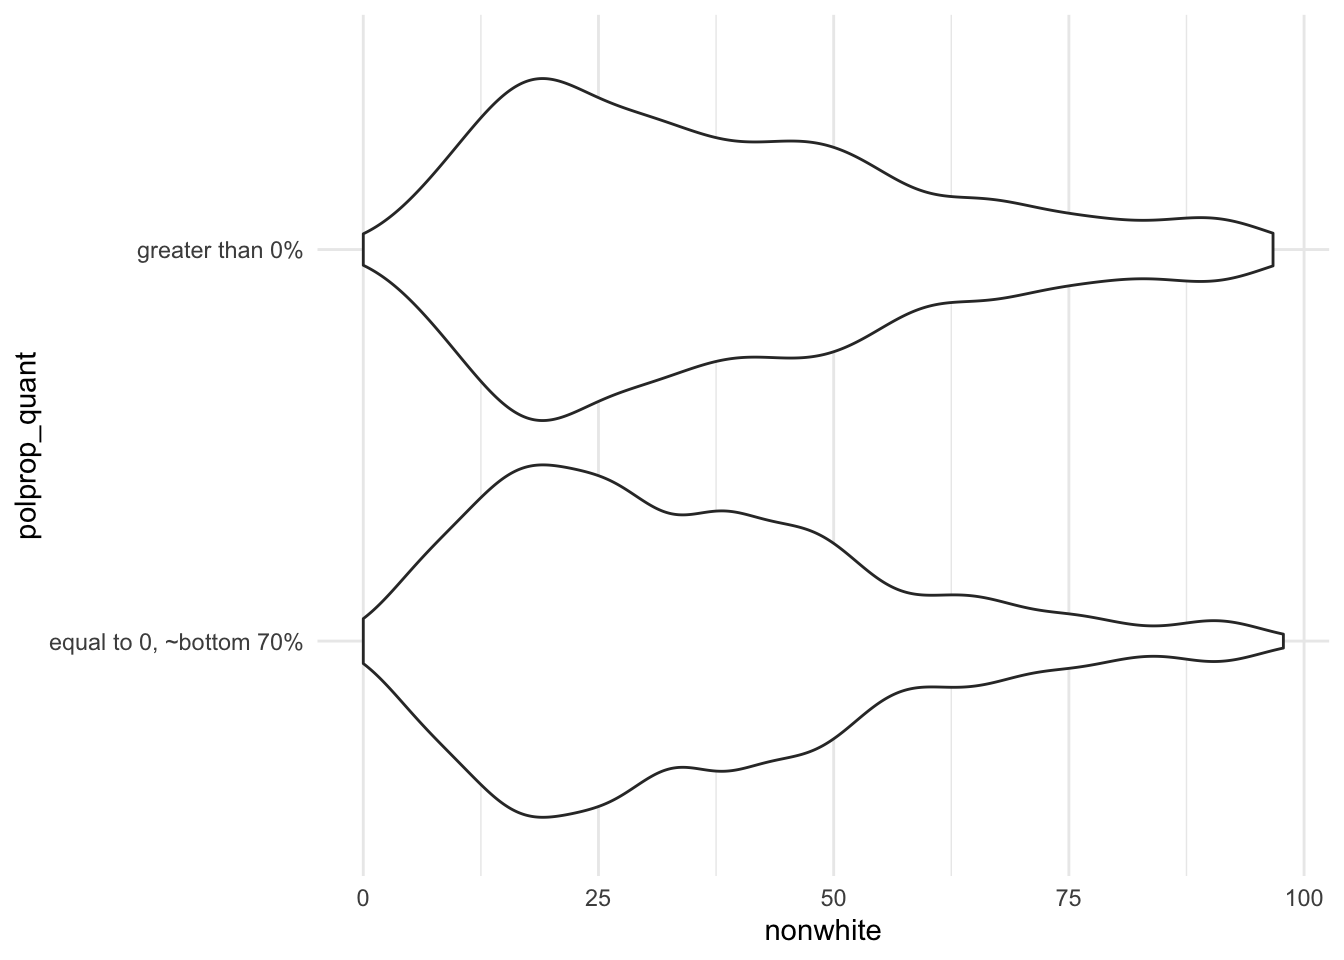 polprop_quant
greater than 0%
equal to 0, ~bottom 70%
0 25 50 75 100
nonwhite